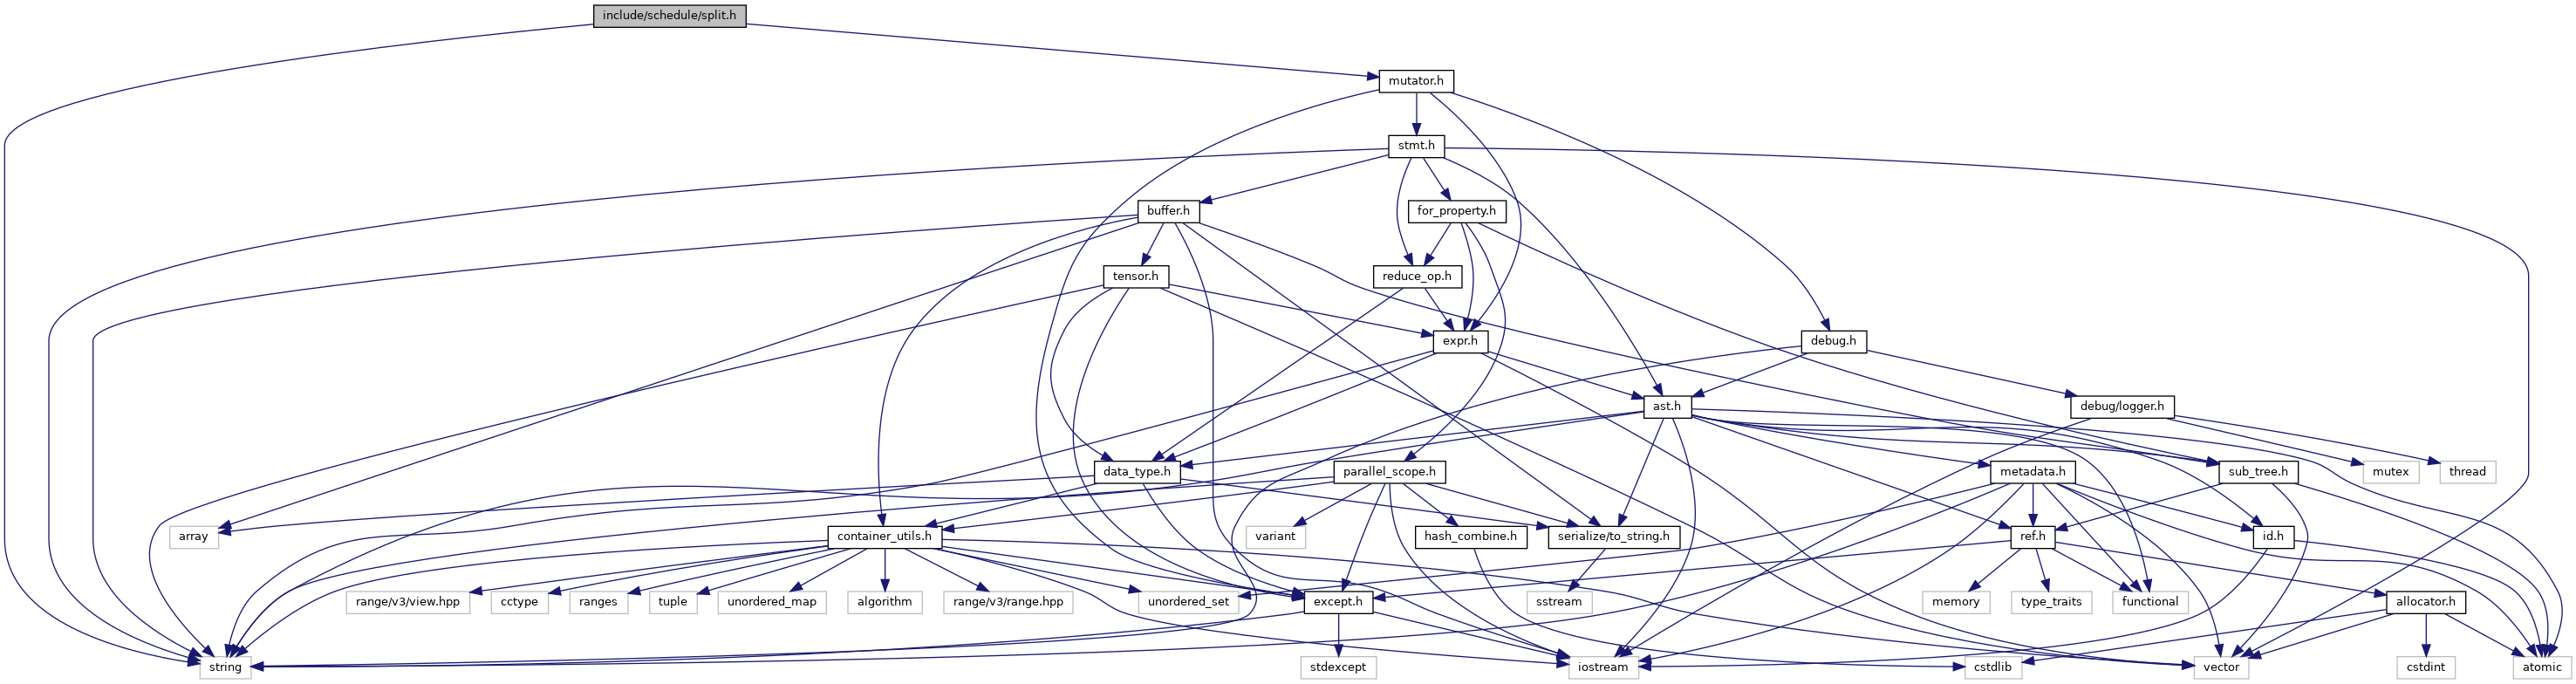 include/schedule/split.h
mutator.h
stmt.h
buffer.h
for_property.h
tensor.h
reduce_op.h
expr.h
debug.h
ast.h
debug/logger.h
data_type.h
parallel_scope.h
metadata.h
sub_tree.h
mutex
thread
array
container_utils.h
variant
hash_combine.h
serialize/to_string.h
ref.h
id.h
range/v3/view.hpp
cctype
ranges
tuple
unordered_map
algorithm
range/v3/range.hpp
unordered_set
except.h
sstream
memory
type_traits
functional
allocator.h
string
stdexcept
iostream
cstdlib
vector
cstdint
atomic